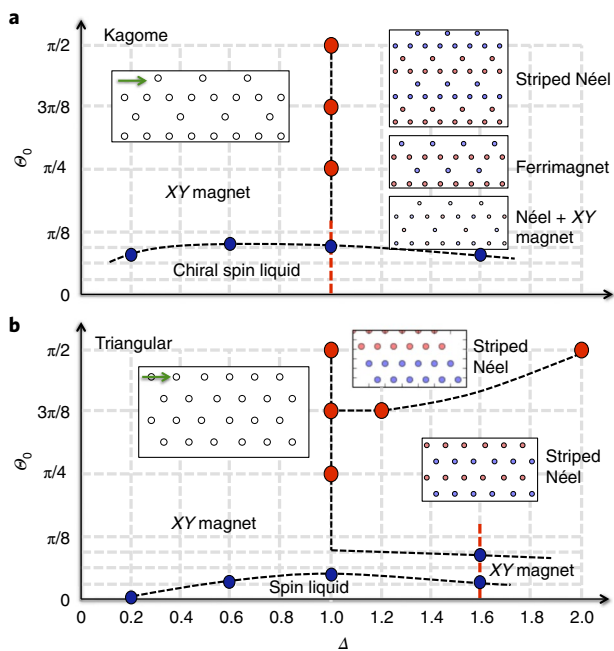 a
Kagome
π/2
3π/8
π/4
π/8
0
Θ₀
XY magnet
Chiral spin liquid
Striped Néel
Ferrimagnet
Néel + XY
magnet
b
Triangular
π/2
3π/8
π/4
π/8
0
Θ₀
XY magnet
Spin liquid
Striped
Néel
Striped
Néel
XY magnet
0 0.2 0.4 0.6 0.8 1.0 1.2 1.4 1.6 1.8 2.0
Δ